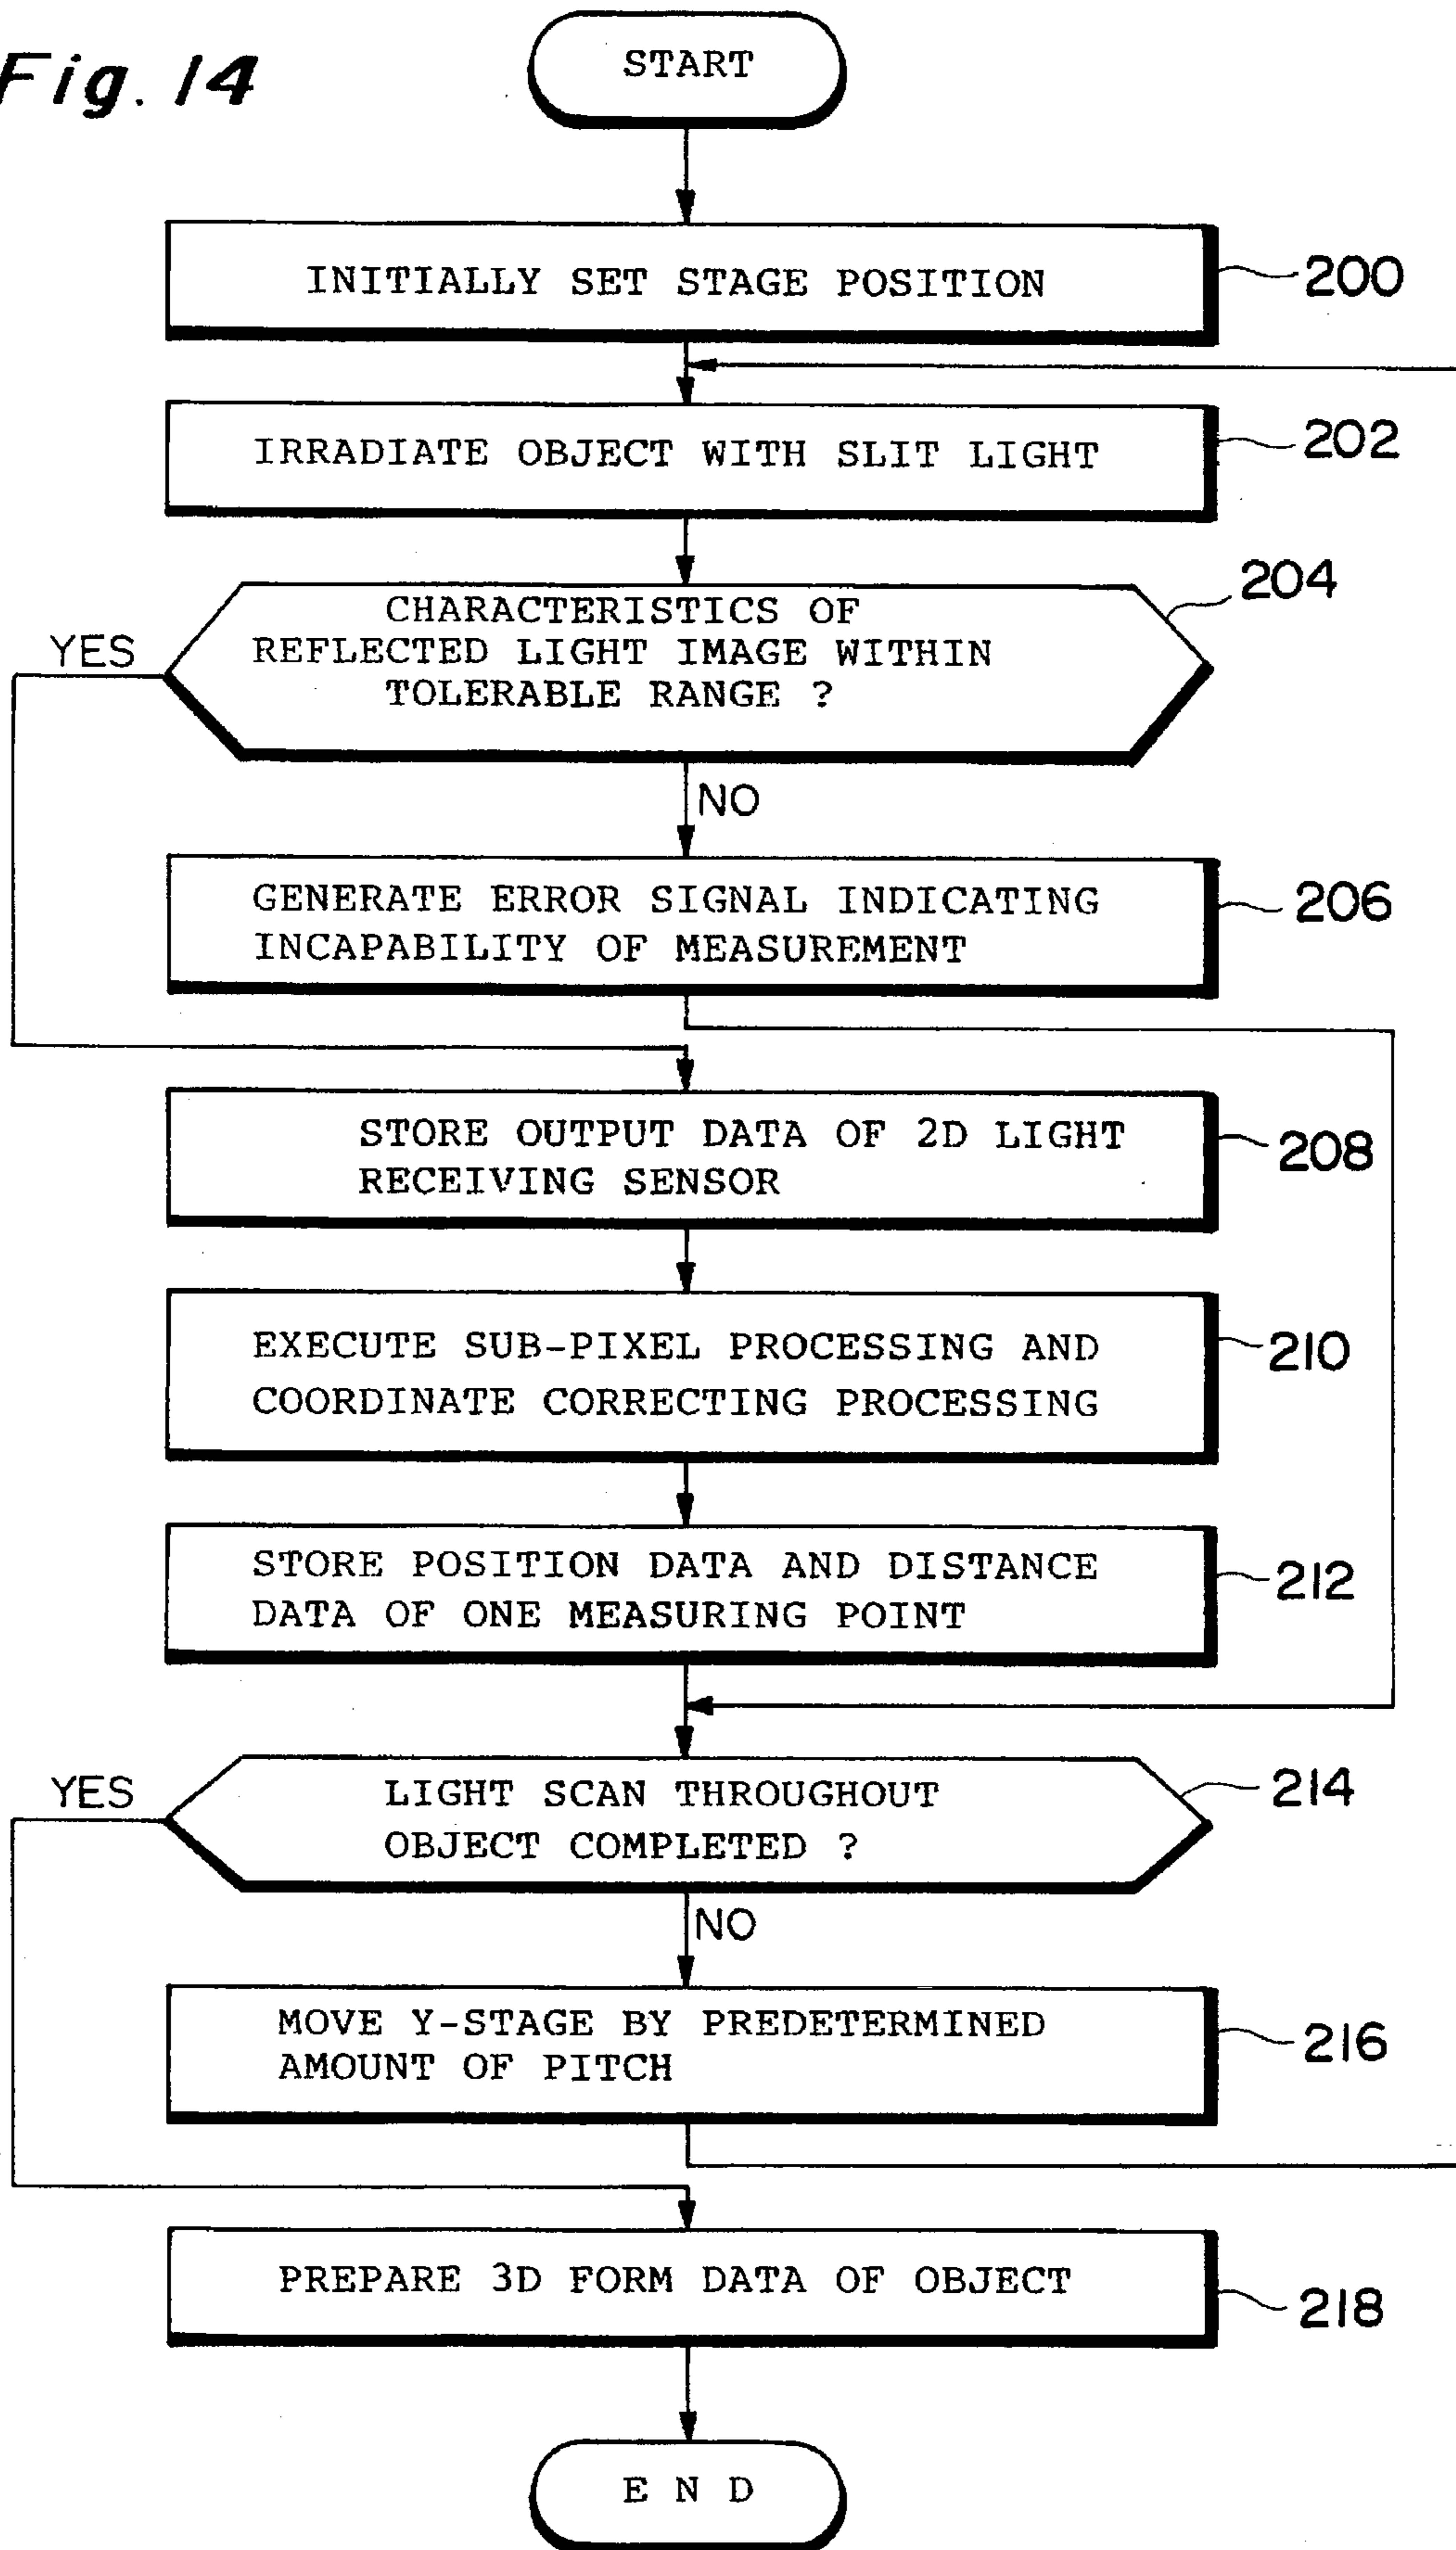 Fig. 14
START
INITIALLY SET STAGE POSITION
200
IRRADIATE OBJECT WITH SLIT LIGHT
202
204
CHARACTERISTICS OF
REFLECTED LIGHT IMAGE WITHIN
TOLERABLE RANGE ?
YES
NO
GENERATE ERROR SIGNAL INDICATING
INCAPABILITY OF MEASUREMENT
206
STORE OUTPUT DATA OF 2D LIGHT
RECEIVING SENSOR
208
EXECUTE SUB-PIXEL PROCESSING AND
COORDINATE CORRECTING PROCESSING
210
STORE POSITION DATA AND DISTANCE
DATA OF ONE MEASURING POINT
212
YES
LIGHT SCAN THROUGHOUT
OBJECT COMPLETED ?
214
NO
MOVE Y-STAGE BY PREDETERMINED
AMOUNT OF PITCH
216
PREPARE 3D FORM DATA OF OBJECT
218
E N D